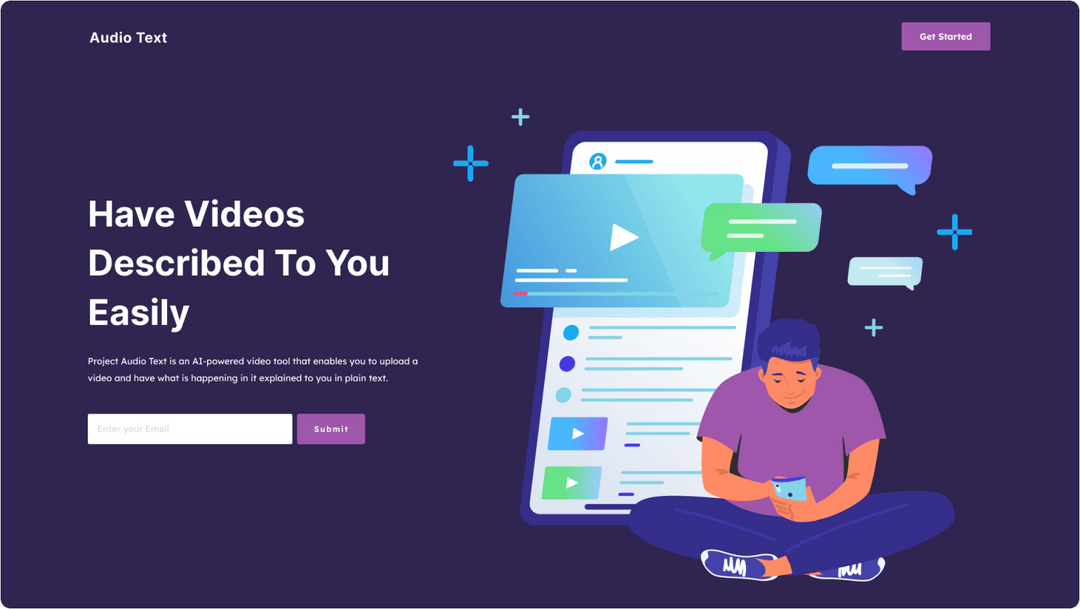 Audio Text
Get Started
Have Videos
Described To You
Easily
Project Audio Text is an AI-powered video tool that enables you to upload a
video and have what is happening in it explained to you in plain text.
Enter your Email
Submit